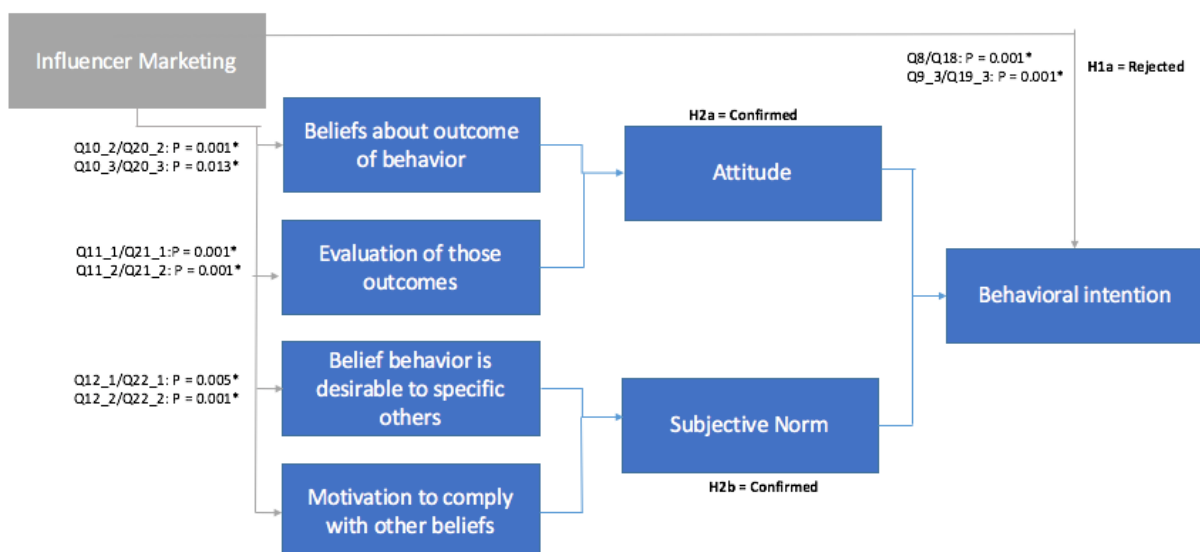 Influencer Marketing
Q8/Q18: P = 0.001*
Q9_3/Q19_3: P = 0.001*
H1a = Rejected
Q10_2/Q20_2: P = 0.001*
Q10_3/Q20_3: P = 0.013*
Beliefs about outcome
of behavior
H2a = Confirmed
Attitude
Q11_1/Q21_1:P = 0.001*
Q11_2/Q21_2: P = 0.001*
Evaluation of those
outcomes
Behavioral intention
Q12_1/Q22_1: P = 0.005*
Q12_2/Q22_2: P = 0.001*
Belief behavior is
desirable to specific
others
Subjective Norm
H2b = Confirmed
Motivation to comply
with other beliefs